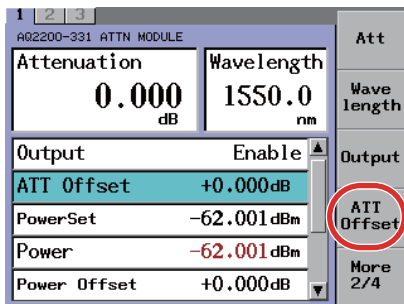 1 2 3
AQ2200-331 ATTN MODULE
Attenuation
0.000
dB
Wavelength
1550.0
nm
Output Enable
ATT Offset +0.000dB
PowerSet -62.001dBm
Power -62.001dBm
Power Offset +0.000dB
Att
Wave
length
Output
ATT
Offset
More
2/4